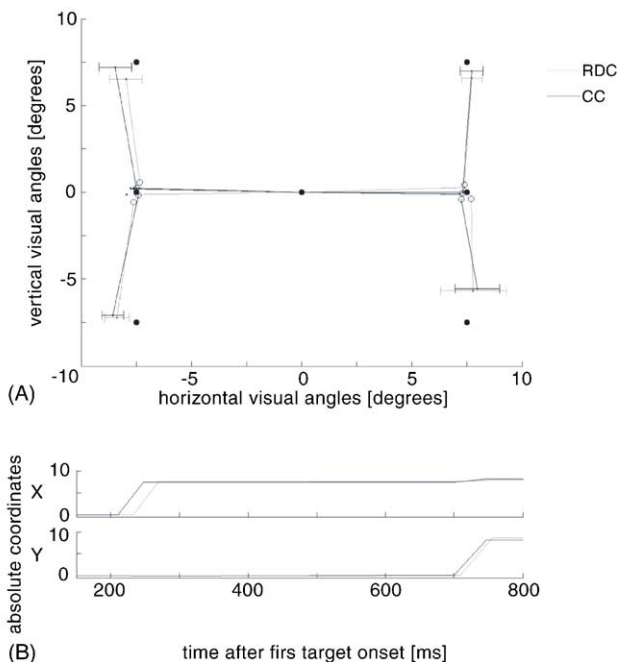 10
5
0
-5
-10
vertical visual angles [degrees]
-5
0
5
10
horizontal visual angles [degrees]
RDC
CC
(A)
absolute coordinates
X
10
0
Y
10
0
200
400
600
800
(B)
time after firs target onset [ms]